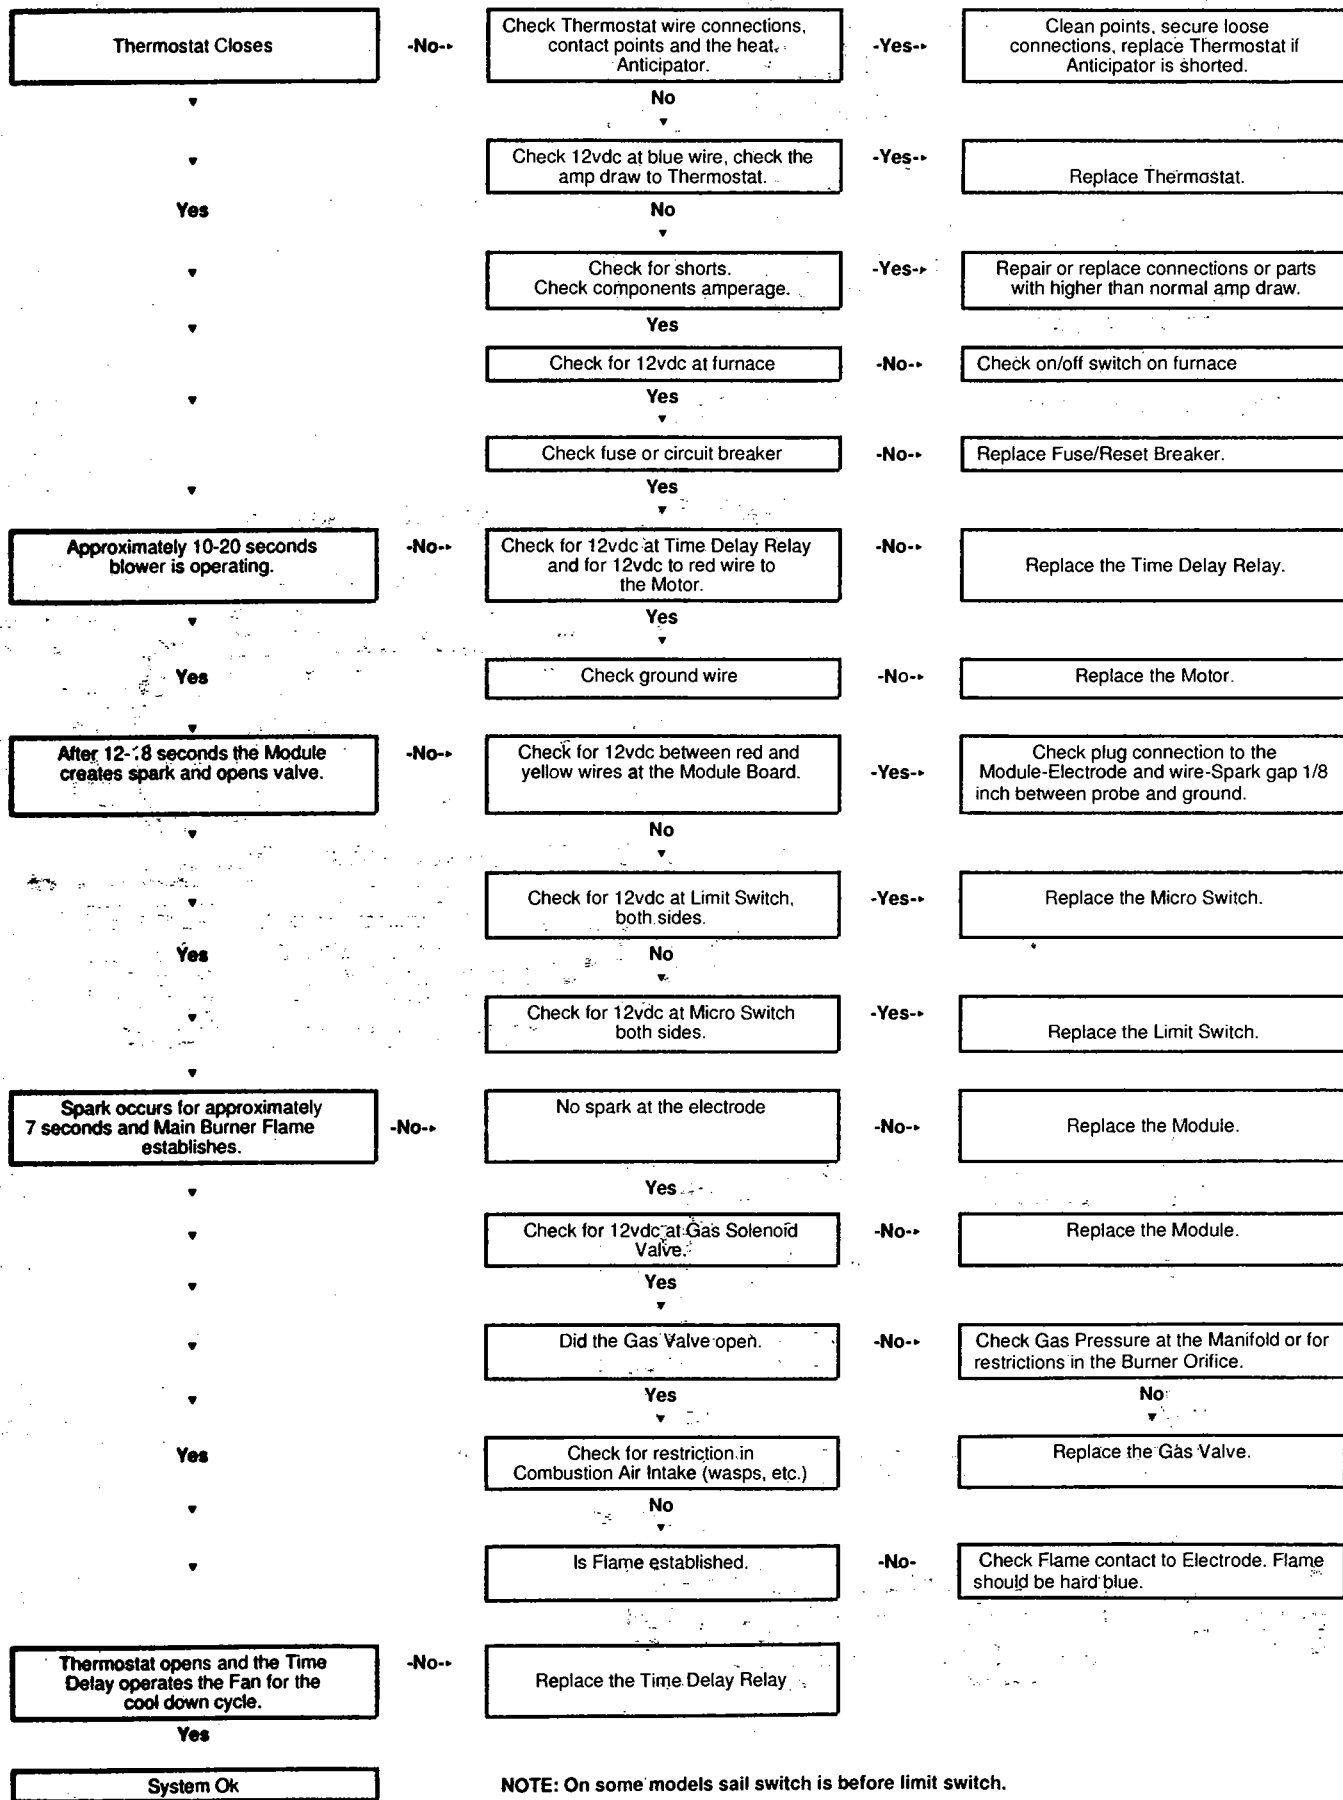 Thermostat Closes
-No-
Check Thermostat wire connections,
contact points and the heat
Anticipator.
-Yes-
Clean points, secure loose
connections, replace Thermostat if
Anticipator is shorted.
No
Check 12vdc at blue wire, check the
amp draw to Thermostat.
-Yes-
Replace Thermostat.
Yes
No
Check for shorts.
Check components amperage.
-Yes-
Repair or replace connections or parts
with higher than normal amp draw.
Yes
Check for 12vdc at furnace
-No-
Check on/off switch on furnace
Yes
Check fuse or circuit breaker
-No-
Replace Fuse/Reset Breaker.
Yes
Approximately 10-20 seconds
blower is operating.
-No-
Check for 12vdc at Time Delay Relay
and for 12vdc to red wire to
the Motor.
-No-
Replace the Time Delay Relay.
Yes
Yes
Check ground wire
-No-
Replace the Motor.
After seconds the Module
creates spark and opens valve.
-No-
Check for 12vdc between red and
yellow wires at the Module Board.
-Yes-
Check plug connection to the
Module-Electrode and wire-Spark gap 1/8
inch between probe and ground.
No
Check for 12vdc at Limit Switch,
both sides.
-Yes-
Replace the Micro Switch.
Yes
No
Check for 12vdc at Micro Switch
both sides.
-Yes-
Replace the Limit Switch.
Spark occurs for approximately
7 seconds and Main Burner Flame
establishes.
-No-
No spark at the electrode
-No-
Replace the Module.
Yes
Check for 12vdc at Gas Solenoid
Valve.
-No-
Replace the Module.
Yes
Did the Gas Valve open.
-No-
Check Gas Pressure at the Manifold or for
restrictions in the Burner Orifice.
Yes
No
Yes
Check for restriction in
Combustion Air Intake (wasps, etc.)
Replace the Gas Valve.
No
Is Flame established.
-No-
Check Flame contact to Electrode. Flame
should be hard blue.
Thermostat opens and the Time
Delay operates the Fan for the
cool down cycle.
-No-
Replace the Time Delay Relay
Yes
System Ok
NOTE: On some models sail switch is before limit switch.